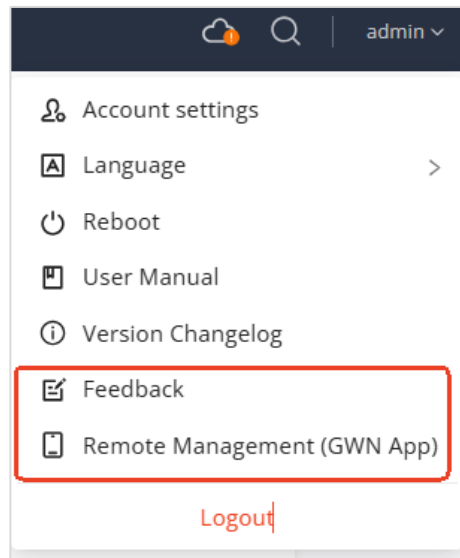 admin
Account settings
Language
Reboot
User Manual
Version Changelog
Feedback
Remote Management (GWN App)
Logout